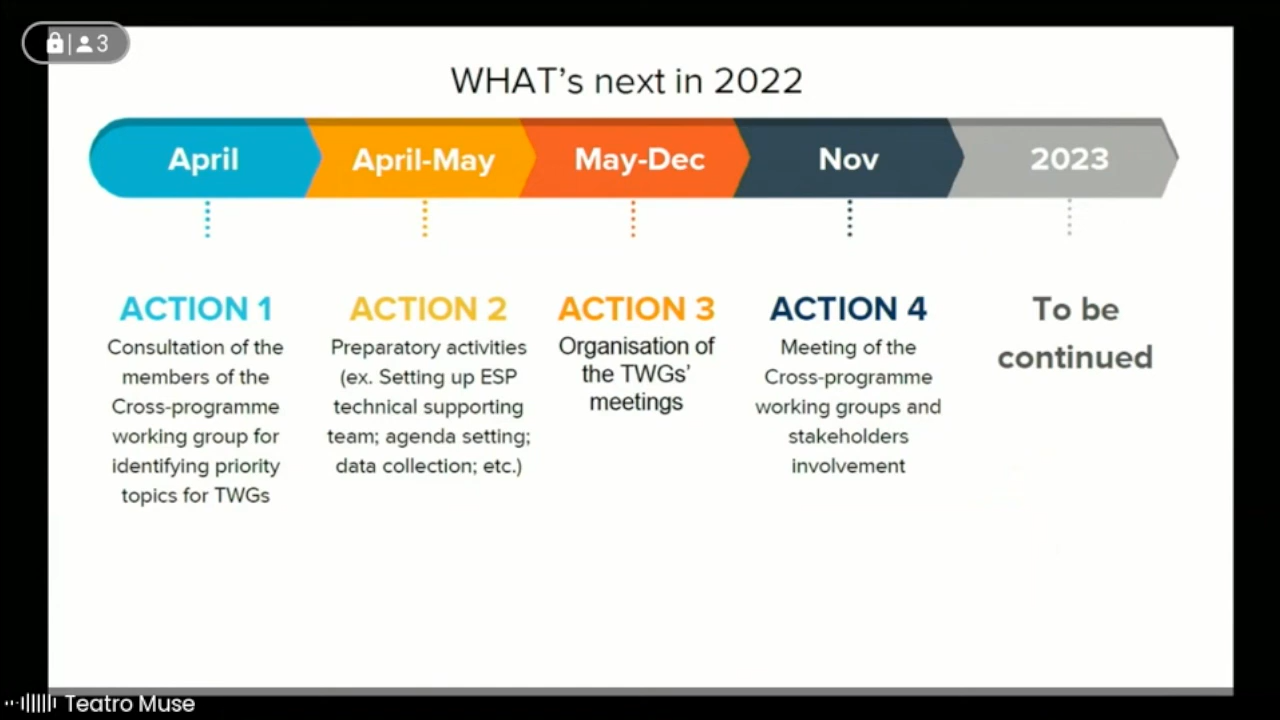 3
WHAT’s next in 2022
April
April-May
May-Dec
Nov
2023
ACTION 1
Consultation of the
members of the
Cross-programme
working group for
identifying priority
topics for TWGs
ACTION 2
Preparatory activities
(ex. Setting up ESP
technical supporting
team; agenda setting;
data collection; etc.)
ACTION 3
Organisation of
the TWGs’
meetings
ACTION 4
Meeting of the
Cross-programme
working groups and
stakeholders
involvement
To be
continued
Teatro Muse